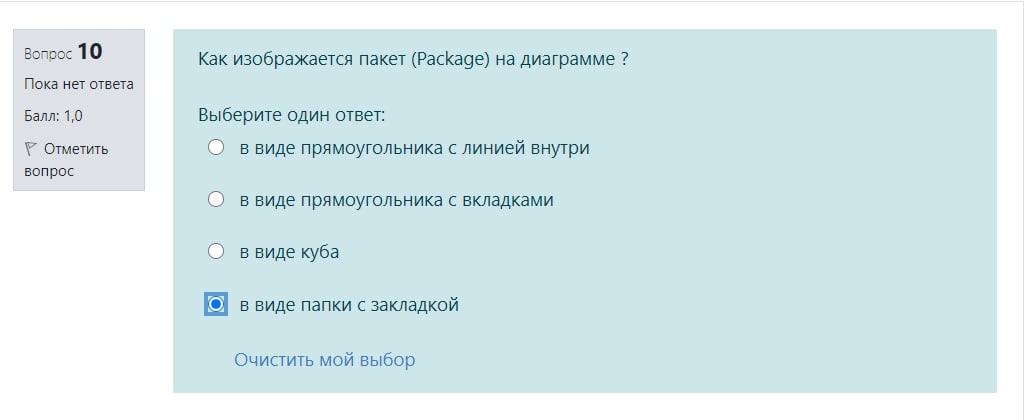 Вопрос 10
Пока нет ответа
Балл: 1,0
Отметить
вопрос
Как изображается пакет (Package) на диаграмме ?
Выберите один ответ:
в виде прямоугольника с линией внутри
в виде прямоугольника с вкладками
в виде куба
в виде папки с закладкой
Очистить мой выбор